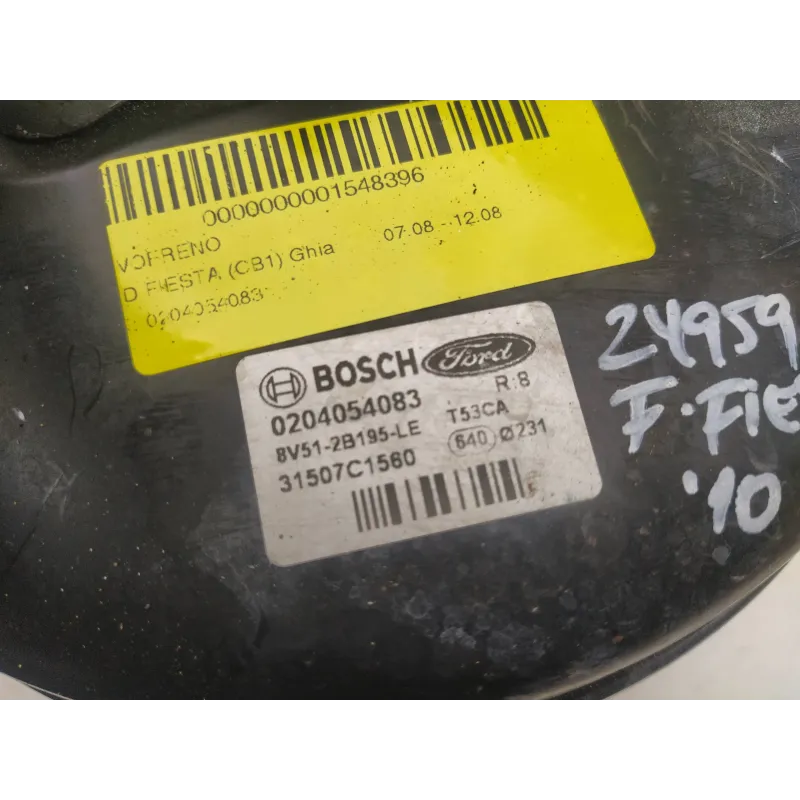 0000000001548396
VOFRENO
D FIESTA (CB1) Ghia 07.08 - 12.08
0204054083
BOSCH Ford
0204054083 R:8
8V51-2B195-LE T53CA
31507C1560 640 Ø231
24959
F. FIE
'10